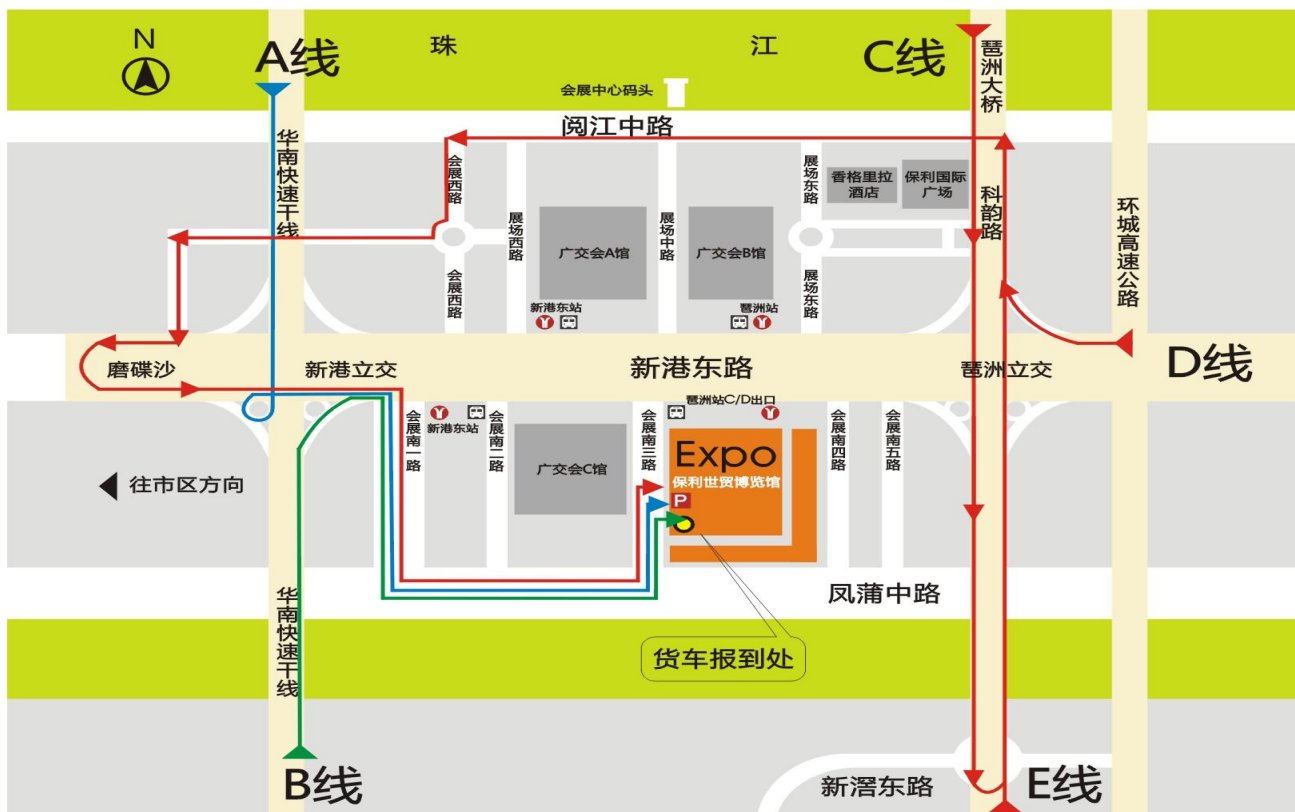 N
A线
珠
江
C线
琶洲大桥
会展中心码头
阅江中路
华南快速干线
会展西路
展场东路
香格里拉
酒店
保利国际
广场
科韵路
环城高速公路
展场西路
广交会A馆
展场中路
广交会B馆
会展西路
展场东路
新港东站
琶洲站
磨碟沙
新港立交
新港东路
琶洲立交
D线
琶洲站C/D出口
会展南一路
新港东站
会展南二路
广交会C馆
会展南三路
Expo
保利世贸博览馆
P
会展南四路
会展南五路
往市区方向
华南快速干线
凤蒲中路
货车报到处
B线
新滘东路
E线